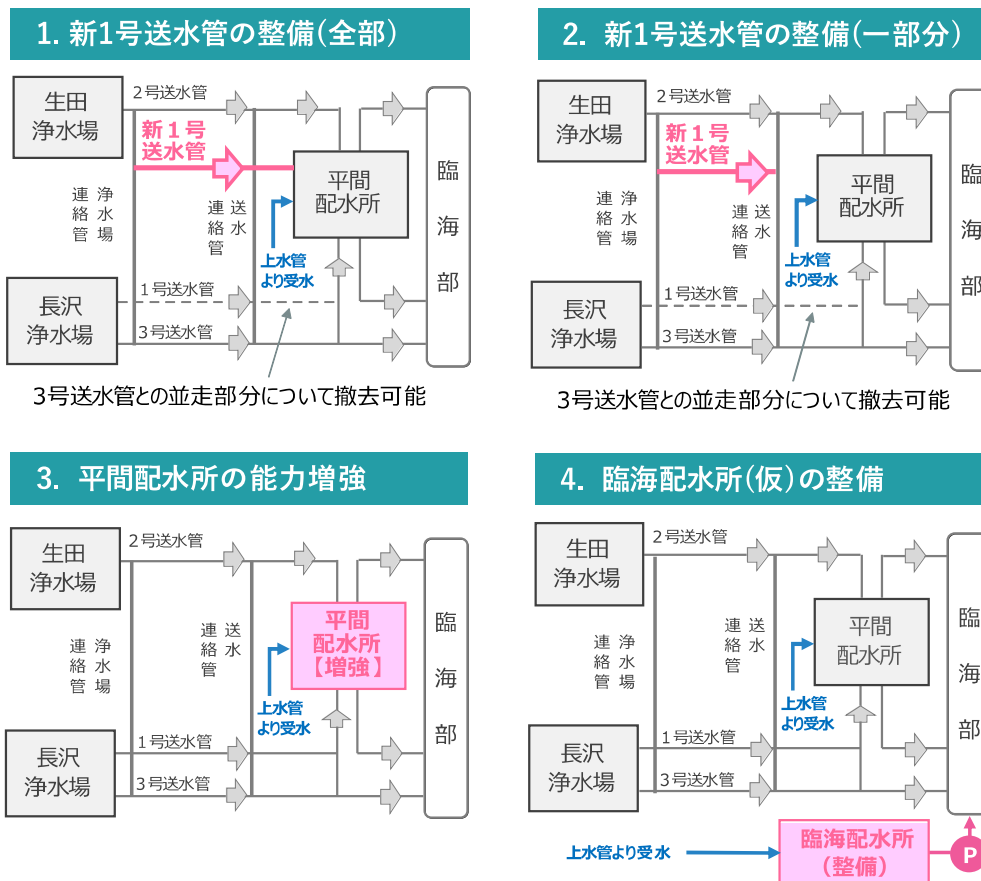 1. 新1号送水管の整備(全部)
生田
浄水場
2号送水管
新1号
送水管
浄水場
連絡管
送水
連絡管
平間
配水所
上水管
より受水
臨海部
長沢
浄水場
1号送水管
3号送水管
3号送水管との並走部分について撤去可能
2. 新1号送水管の整備(一部分)
生田
浄水場
2号送水管
新1号
送水管
浄水場
連絡管
送水
連絡管
平間
配水所
上水管
より受水
臨海部
長沢
浄水場
1号送水管
3号送水管
3号送水管との並走部分について撤去可能
3. 平間配水所の能力増強
生田
浄水場
2号送水管
浄水場
連絡管
送水
連絡管
平間
配水所
【増強】
上水管
より受水
臨海部
長沢
浄水場
1号送水管
3号送水管
4. 臨海配水所(仮)の整備
生田
浄水場
2号送水管
浄水場
連絡管
送水
連絡管
平間
配水所
上水管
より受水
臨海部
長沢
浄水場
1号送水管
3号送水管
上水管より受水
臨海配水所
(整備)
P